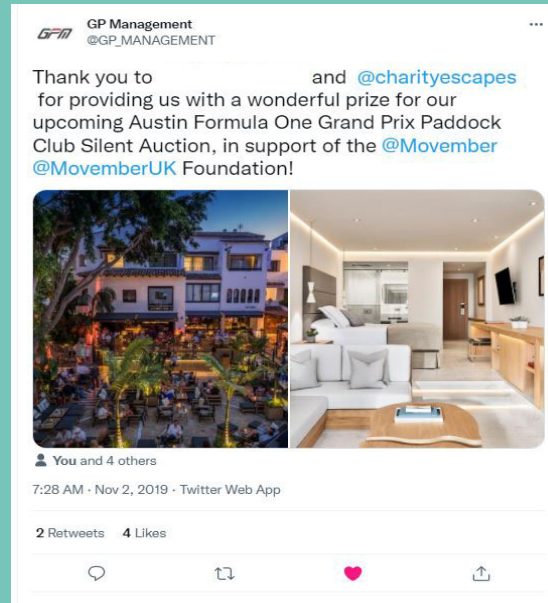 GPM
GP Management
@GP_MANAGEMENT
Thank you to and @charityescapes
for providing us with a wonderful prize for our
upcoming Austin Formula One Grand Prix Paddock
Club Silent Auction, in support of the @Movember
@MovemberUK Foundation!
You and 4 others
7:28 AM · Nov 2, 2019 · Twitter Web App
2 Retweets 4 Likes